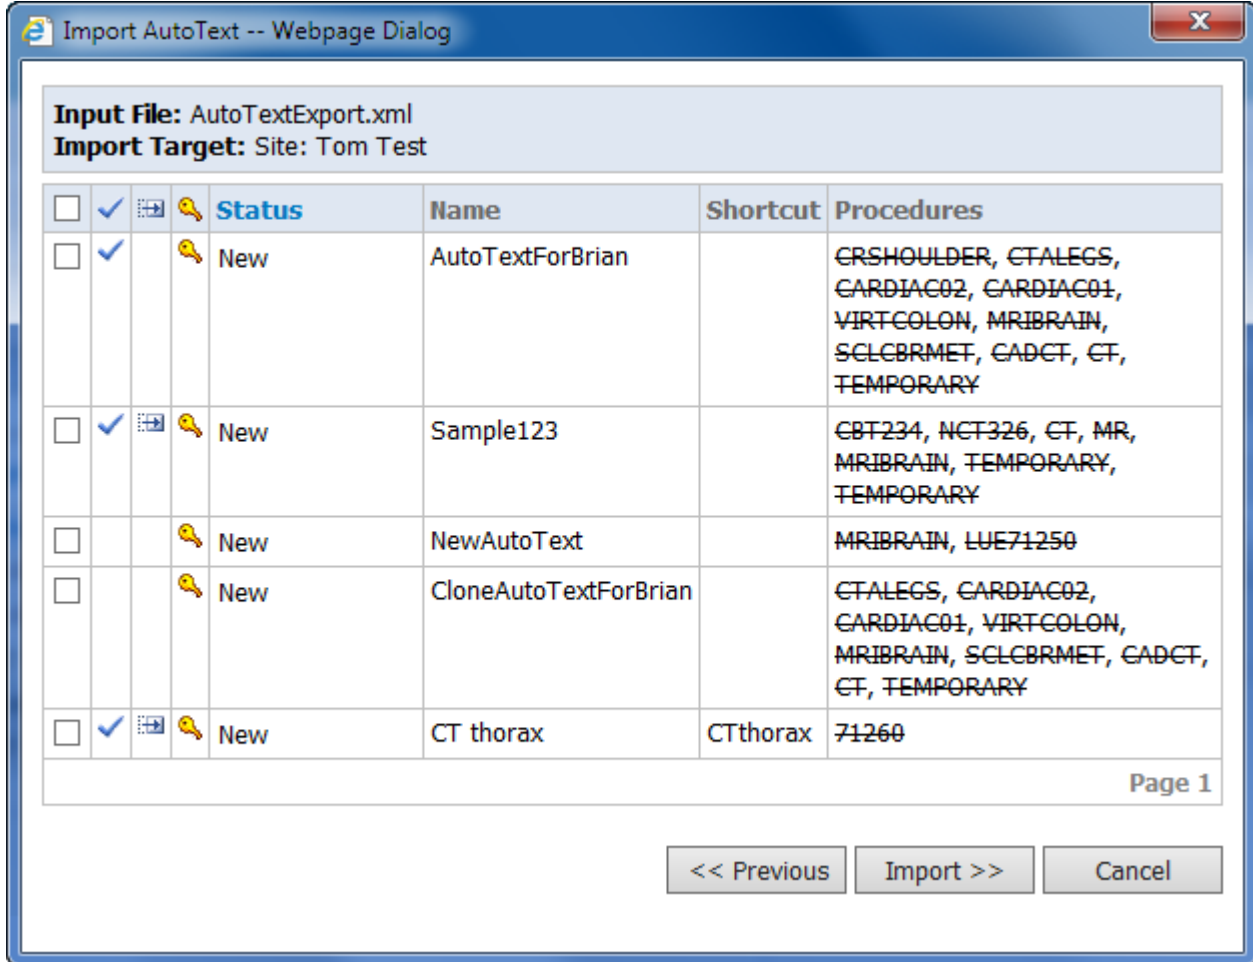 Import AutoText -- Webpage Dialog
x
Input File: AutoTextExport.xml
Import Target: Site: Tom Test
Status Name Shortcut Procedures
New AutoTextForBrian CRSHOULDER, CTALEGS,
CARDIAC02, CARDIAC01,
VIRTCOLON, MRIBRAIN,
SCLCBRMET, CADCT, CT,
TEMPORARY
New Sample123 CBT234, NCT326, CT, MR,
MRIBRAIN, TEMPORARY,
TEMPORARY
New NewAutoText MRIBRAIN, LUE71250
New CloneAutoTextForBrian CTALEGS, CARDIAC02,
CARDIAC01, VIRTCOLON,
MRIBRAIN, SCLCBRMET, CADCT,
CT, TEMPORARY
New CT thorax CTthorax 71260
Page 1
<< Previous Import >> Cancel